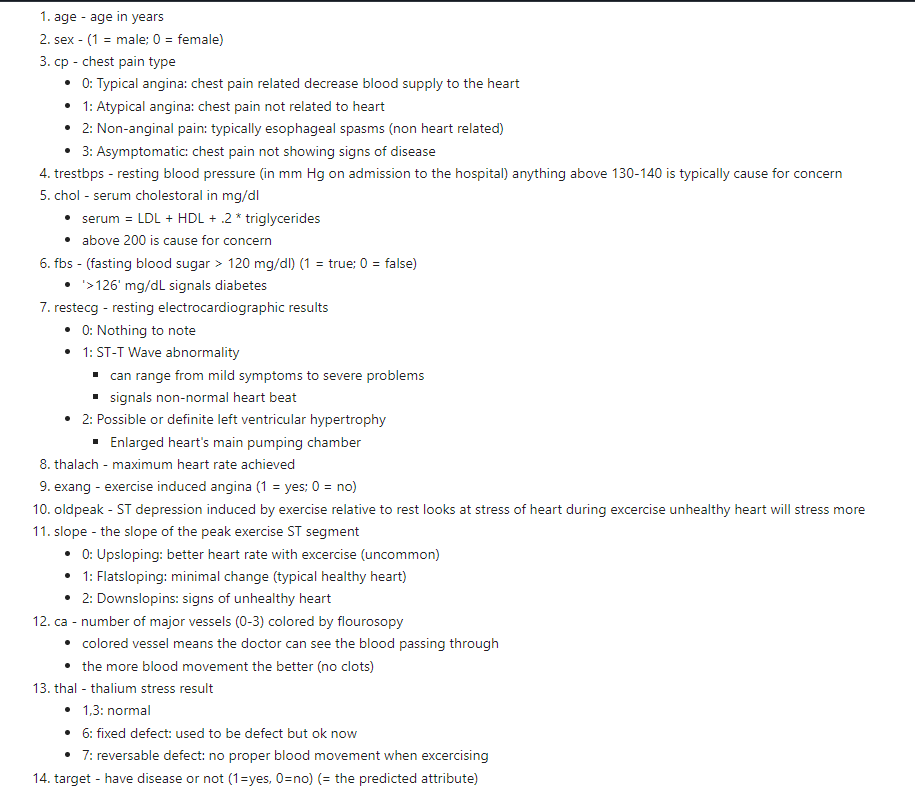 1. age - age in years
2. sex - (1 = male; 0 = female)
3. cp - chest pain type
• 0: Typical angina: chest pain related decrease blood supply to the heart
• 1: Atypical angina: chest pain not related to heart
• 2: Non-anginal pain: typically esophageal spasms (non heart related)
• 3: Asymptomatic: chest pain not showing signs of disease
4. trestbps - resting blood pressure (in mm Hg on admission to the hospital) anything above 130-140 is typically cause for concern
5. chol - serum cholestoral in mg/dl
• serum = LDL + HDL + .2 * triglycerides
• above 200 is cause for concern
6. fbs - (fasting blood sugar > 120 mg/dl) (1 = true; 0 = false)
• '>126' mg/dL signals diabetes
7. restecg - resting electrocardiographic results
• 0: Nothing to note
• 1: ST-T Wave abnormality
▪ can range from mild symptoms to severe problems
▪ signals non-normal heart beat
• 2: Possible or definite left ventricular hypertrophy
▪ Enlarged heart's main pumping chamber
8. thalach - maximum heart rate achieved
9. exang - exercise induced angina (1 = yes; 0 = no)
10. oldpeak - ST depression induced by exercise relative to rest looks at stress of heart during excercise unhealthy heart will stress more
11. slope - the slope of the peak exercise ST segment
• 0: Upsloping: better heart rate with excercise (uncommon)
• 1: Flatsloping: minimal change (typical healthy heart)
• 2: Downslopins: signs of unhealthy heart
12. ca - number of major vessels (0-3) colored by flourosopy
• colored vessel means the doctor can see the blood passing through
• the more blood movement the better (no clots)
13. thal - thalium stress result
• 1,3: normal
• 6: fixed defect: used to be defect but ok now
• 7: reversable defect: no proper blood movement when excercising
14. target - have disease or not (1=yes, 0=no) (= the predicted attribute)